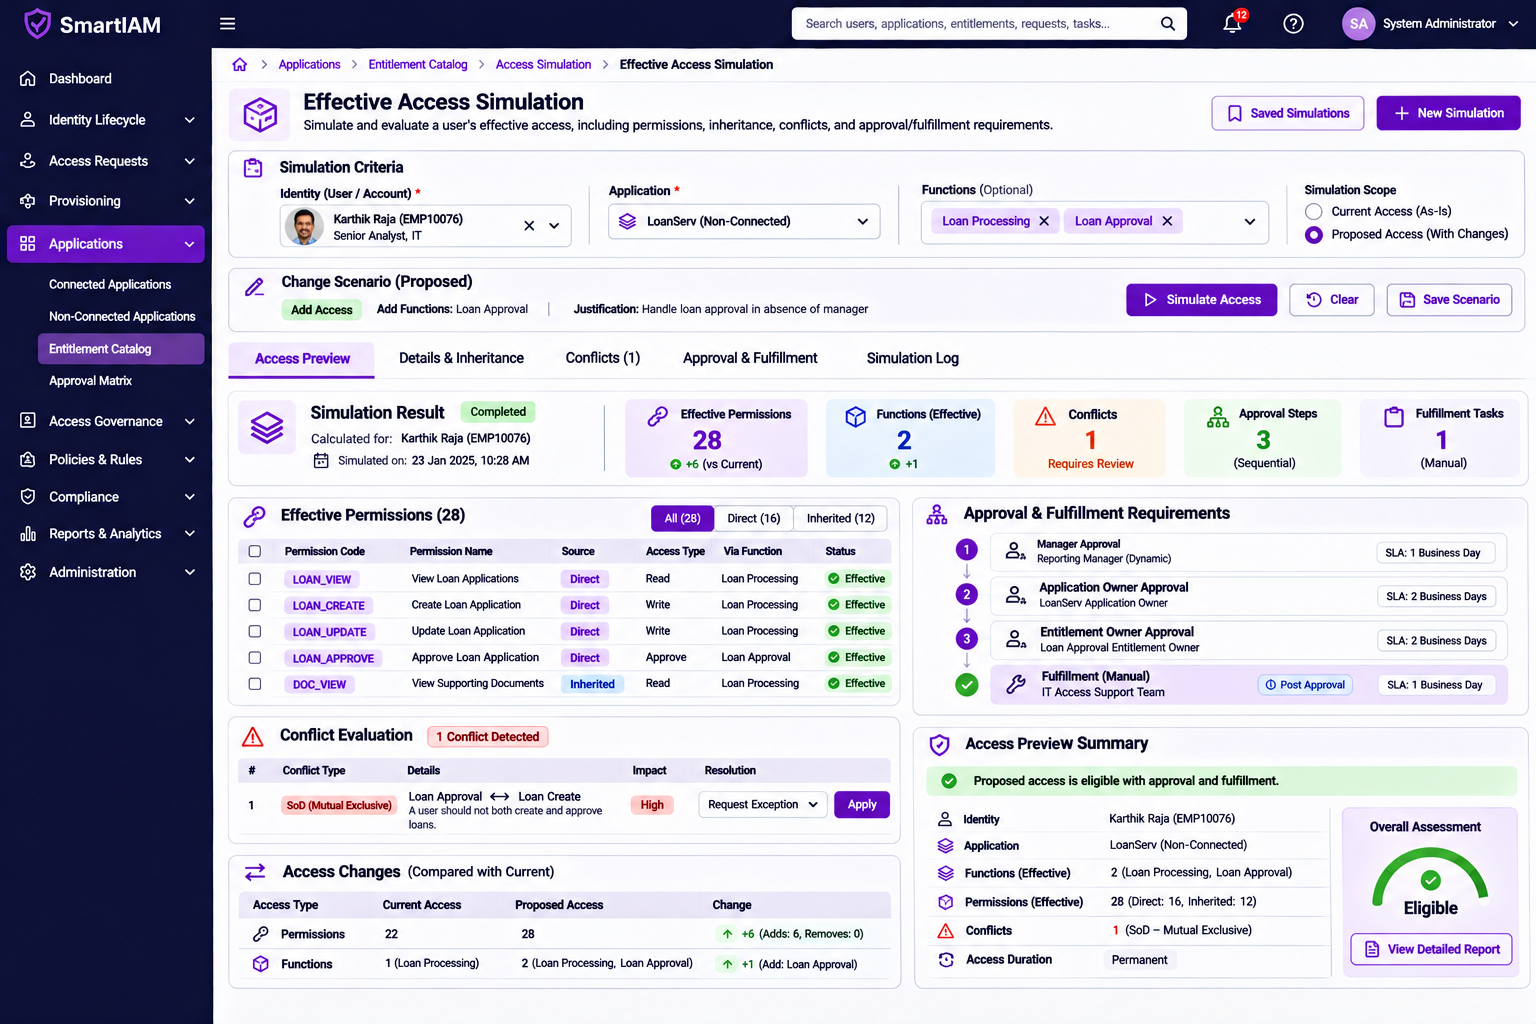 SmartIAM
Search users, applications, entitlements, requests, tasks...
12
SA
System Administrator
Dashboard
Identity Lifecycle
Access Requests
Provisioning
Applications
Connected Applications
Non-Connected Applications
Entitlement Catalog
Approval Matrix
Access Governance
Policies & Rules
Compliance
Reports & Analytics
Administration
Applications > Entitlement Catalog > Access Simulation > Effective Access Simulation
Effective Access Simulation
Simulate and evaluate a user's effective access, including permissions, inheritance, conflicts, and approval/fulfillment requirements.
Saved Simulations
+ New Simulation
Simulation Criteria
Identity (User / Account) *
Karthik Raja (EMP10076)
Senior Analyst, IT
Application *
LoanServ (Non-Connected)
Functions (Optional)
Loan Processing X Loan Approval X
Simulation Scope
Current Access (As-Is)
Proposed Access (With Changes)
Change Scenario (Proposed)
Add Access Add Functions: Loan Approval | Justification: Handle loan approval in absence of manager
Simulate Access
Clear
Save Scenario
Access Preview Details & Inheritance Conflicts (1) Approval & Fulfillment Simulation Log
Simulation Result Completed
Calculated for: Karthik Raja (EMP10076)
Simulated on: 23 Jan 2025, 10:28 AM
Effective Permissions
28
+6 (vs Current)
Functions (Effective)
2
+1
Conflicts
1
Requires Review
Approval Steps
3
(Sequential)
Fulfillment Tasks
1
(Manual)
Effective Permissions (28)
All (28) Direct (16) Inherited (12)
Permission Code Permission Name Source Access Type Via Function Status
LOAN_VIEW View Loan Applications Direct Read Loan Processing Effective
LOAN_CREATE Create Loan Application Direct Write Loan Processing Effective
LOAN_UPDATE Update Loan Application Direct Write Loan Processing Effective
LOAN_APPROVE Approve Loan Application Direct Approve Loan Approval Effective
DOC_VIEW View Supporting Documents Inherited Read Loan Processing Effective
Approval & Fulfillment Requirements
1 Manager Approval
Reporting Manager (Dynamic)
SLA: 1 Business Day
2 Application Owner Approval
LoanServ Application Owner
SLA: 2 Business Days
3 Entitlement Owner Approval
Loan Approval Entitlement Owner
SLA: 2 Business Days
Fulfillment (Manual)
IT Access Support Team
Post Approval
SLA: 1 Business Day
Conflict Evaluation 1 Conflict Detected
# Conflict Type Details Impact Resolution
1 SoD (Mutual Exclusive) Loan Approval ↔ Loan Create
A user should not both create and approve
loans.
High Request Exception Apply
Access Changes (Compared with Current)
Access Type Current Access Proposed Access Change
Permissions 22 28 ↑ +6 (Adds: 6, Removes: 0)
Functions 1 (Loan Processing) 2 (Loan Processing, Loan Approval) ↑ +1 (Add: Loan Approval)
Access Preview Summary
Proposed access is eligible with approval and fulfillment.
Identity Karthik Raja (EMP10076)
Application LoanServ (Non-Connected)
Functions (Effective) 2 (Loan Processing, Loan Approval)
Permissions (Effective) 28 (Direct: 16, Inherited: 12)
Conflicts 1 (SoD – Mutual Exclusive)
Access Duration Permanent
Overall Assessment
Eligible
View Detailed Report